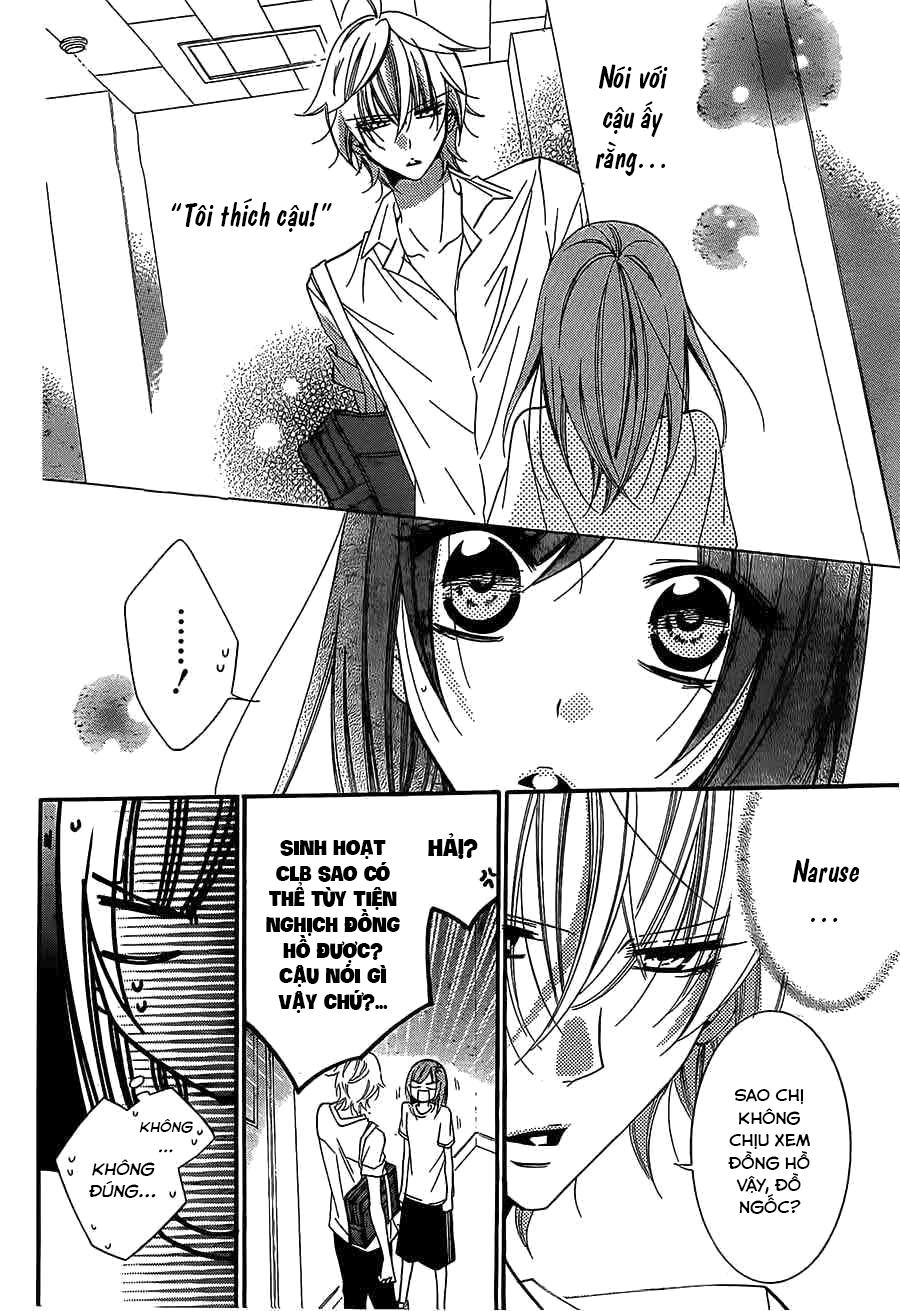 Nói với
cậu ấy
rằng...
“Tôi thích cậu!”
......!
Naruse
...
SAO CHỊ
KHÔNG
CHỊU XEM
ĐỒNG HỒ
VẬY, ĐỒ
NGỐC?
HẢ!?
SINH HOẠT
CLB SAO CÓ
THỂ TÙY TIỆN
NGHỊCH ĐỒNG
HỒ ĐƯỢC?
CẬU NÓI GÌ
VẬY CHỨ?...
KHÔNG
...
KHÔNG
ĐÚNG...